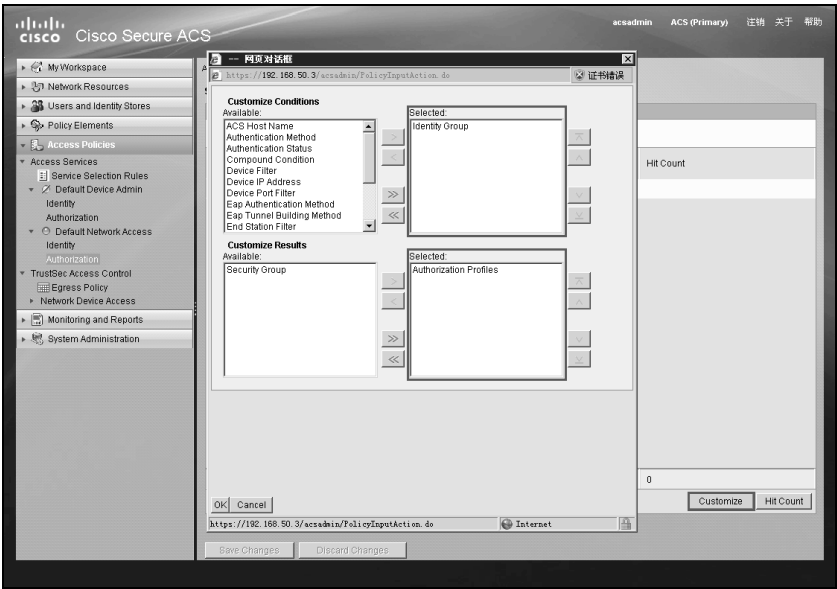 acsadmin ACS (Primary) 注销 关于 帮助
CISCO Cisco Secure ACS
My Workspace
Network Resources
Users and Identity Stores
Policy Elements
Access Policies
Access Services
Service Selection Rules
Default Device Admin
Identity
Authorization
Default Network Access
Identity
Authorization
TrustSec Access Control
Egress Policy
Network Device Access
Monitoring and Reports
System Administration
-- 网页对话框
https://192.168.50.3/acsadmin/PolicyInputAction.do 证书错误
Customize Conditions
Available:
ACS Host Name
Authentication Method
Authentication Status
Compound Condition
Device Filter
Device IP Address
Device Port Filter
Eap Authentication Method
Eap Tunnel Building Method
End Station Filter
Selected:
Identity Group
Customize Results
Available:
Security Group
Selected:
Authorization Profiles
OK Cancel
https://192.168.50.3/acsadmin/PolicyInputAction.do Internet
Hit Count
0
Customize Hit Count
Save Changes Discard Changes